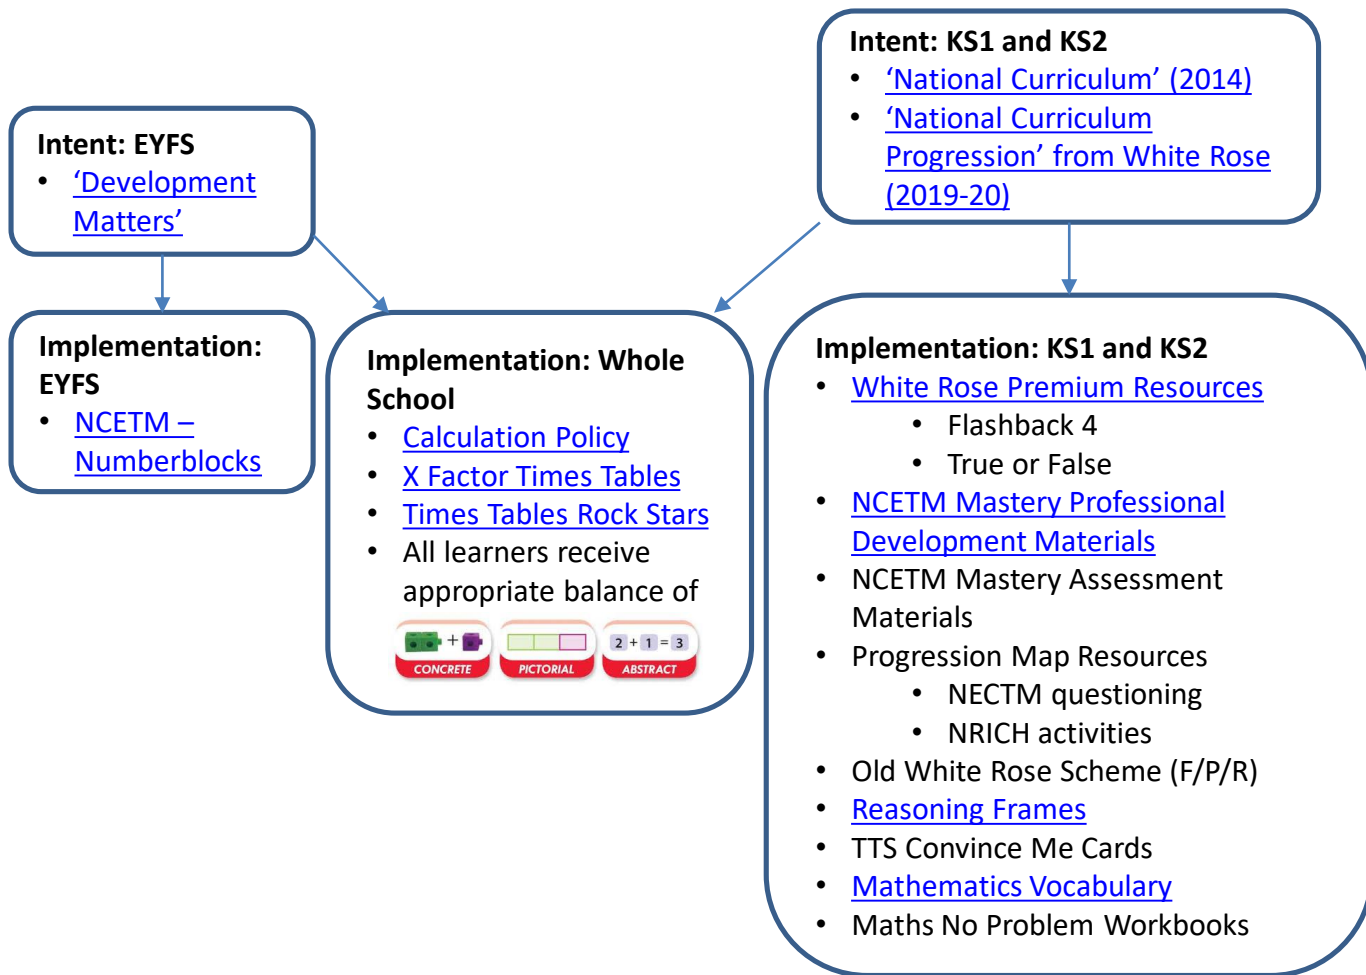 Intent: EYFS
• ‘Development
Matters’
Intent: KS1 and KS2
• ‘National Curriculum’ (2014)
• ‘National Curriculum
Progression’ from White Rose
(2019-20)
Implementation:
EYFS
• NCETM –
Numberblocks
Implementation: Whole
School
• Calculation Policy
• X Factor Times Tables
• Times Tables Rock Stars
• All learners receive
appropriate balance of
+
2 + 1 = 3
CONCRETE
PICTORIAL
ABSTRACT
Implementation: KS1 and KS2
• White Rose Premium Resources
• Flashback 4
• True or False
• NCETM Mastery Professional
Development Materials
• NCETM Mastery Assessment
Materials
• Progression Map Resources
• NECTM questioning
• NRICH activities
• Old White Rose Scheme (F/P/R)
• Reasoning Frames
• TTS Convince Me Cards
• Mathematics Vocabulary
• Maths No Problem Workbooks